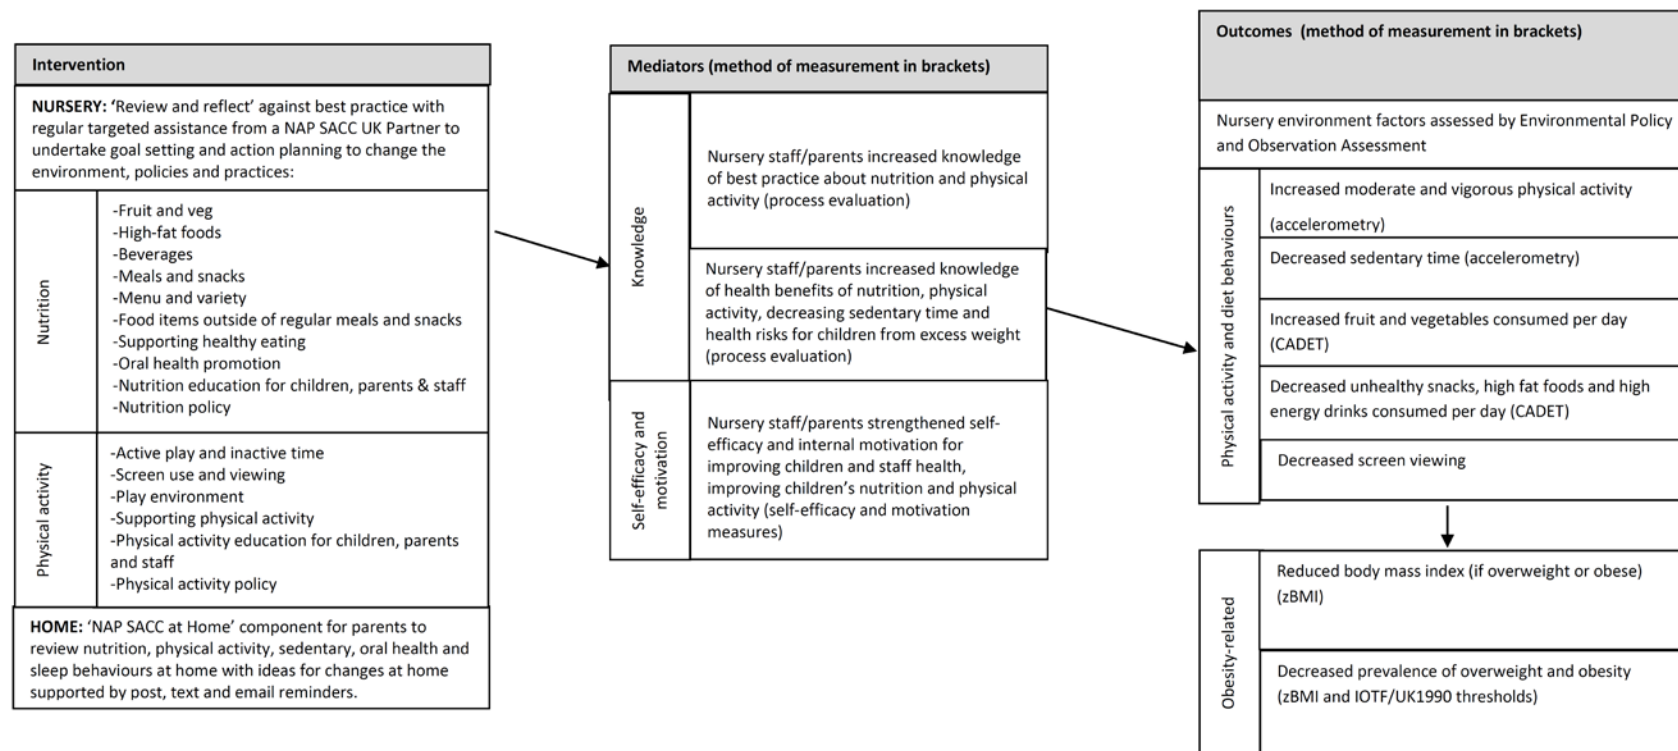 Intervention
NURSERY: ‘Review and reflect’ against best practice with
regular targeted assistance from a NAP SACC UK Partner to
undertake goal setting and action planning to change the
environment, policies and practices:
Nutrition
-Fruit and veg
-High-fat foods
-Beverages
-Meals and snacks
-Menu and variety
-Food items outside of regular meals and snacks
-Supporting healthy eating
-Oral health promotion
-Nutrition education for children, parents & staff
-Nutrition policy
Physical activity
-Active play and inactive time
-Screen use and viewing
-Play environment
-Supporting physical activity
-Physical activity education for children, parents
and staff
-Physical activity policy
HOME: ‘NAP SACC at Home’ component for parents to
review nutrition, physical activity, sedentary, oral health and
sleep behaviours at home with ideas for changes at home
supported by post, text and email reminders.
Mediators (method of measurement in brackets)
Knowledge
Nursery staff/parents increased knowledge
of best practice about nutrition and physical
activity (process evaluation)
Nursery staff/parents increased knowledge
of health benefits of nutrition, physical
activity, decreasing sedentary time and
health risks for children from excess weight
(process evaluation)
Self-efficacy and
motivation
Nursery staff/parents strengthened self-
efficacy and internal motivation for
improving children and staff health,
improving children’s nutrition and physical
activity (self-efficacy and motivation
measures)
Outcomes (method of measurement in brackets)
Nursery environment factors assessed by Environmental Policy
and Observation Assessment
Physical activity and diet behaviours
Increased moderate and vigorous physical activity
(accelerometry)
Decreased sedentary time (accelerometry)
Increased fruit and vegetables consumed per day
(CADET)
Decreased unhealthy snacks, high fat foods and high
energy drinks consumed per day (CADET)
Decreased screen viewing
Obesity-related
Reduced body mass index (if overweight or obese)
(zBMI)
Decreased prevalence of overweight and obesity
(zBMI and IOTF/UK1990 thresholds)